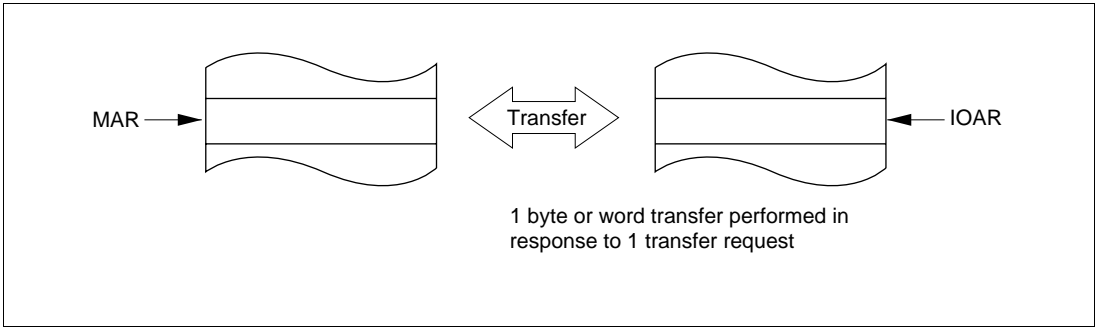 MAR
Transfer
IOAR
1 byte or word transfer performed in
response to 1 transfer request